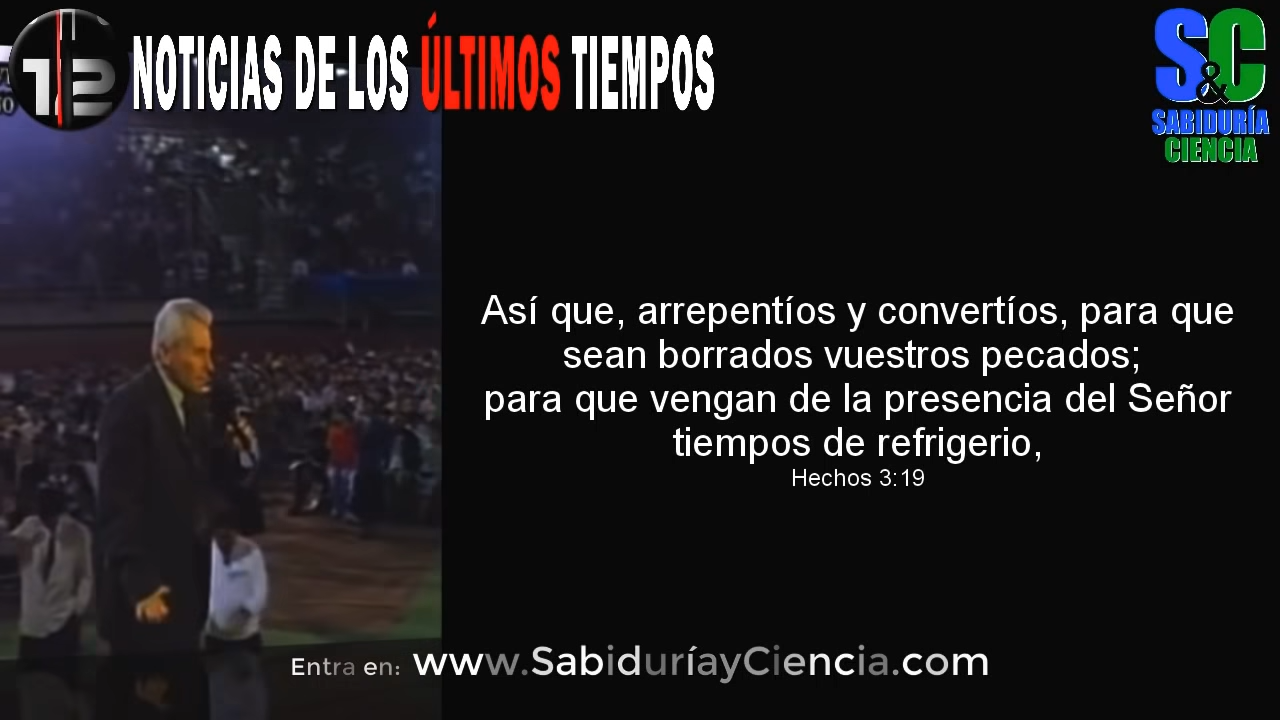 12 NOTICIAS DE LOS ÚLTIMOS TIEMPOS
S&C
SABIDURÍA
CIENCIA
Así que, arrepentíos y convertíos, para que
sean borrados vuestros pecados;
para que vengan de la presencia del Señor
tiempos de refrigerio,
Hechos 3:19
Entra en: www.SabiduríayCiencia.com